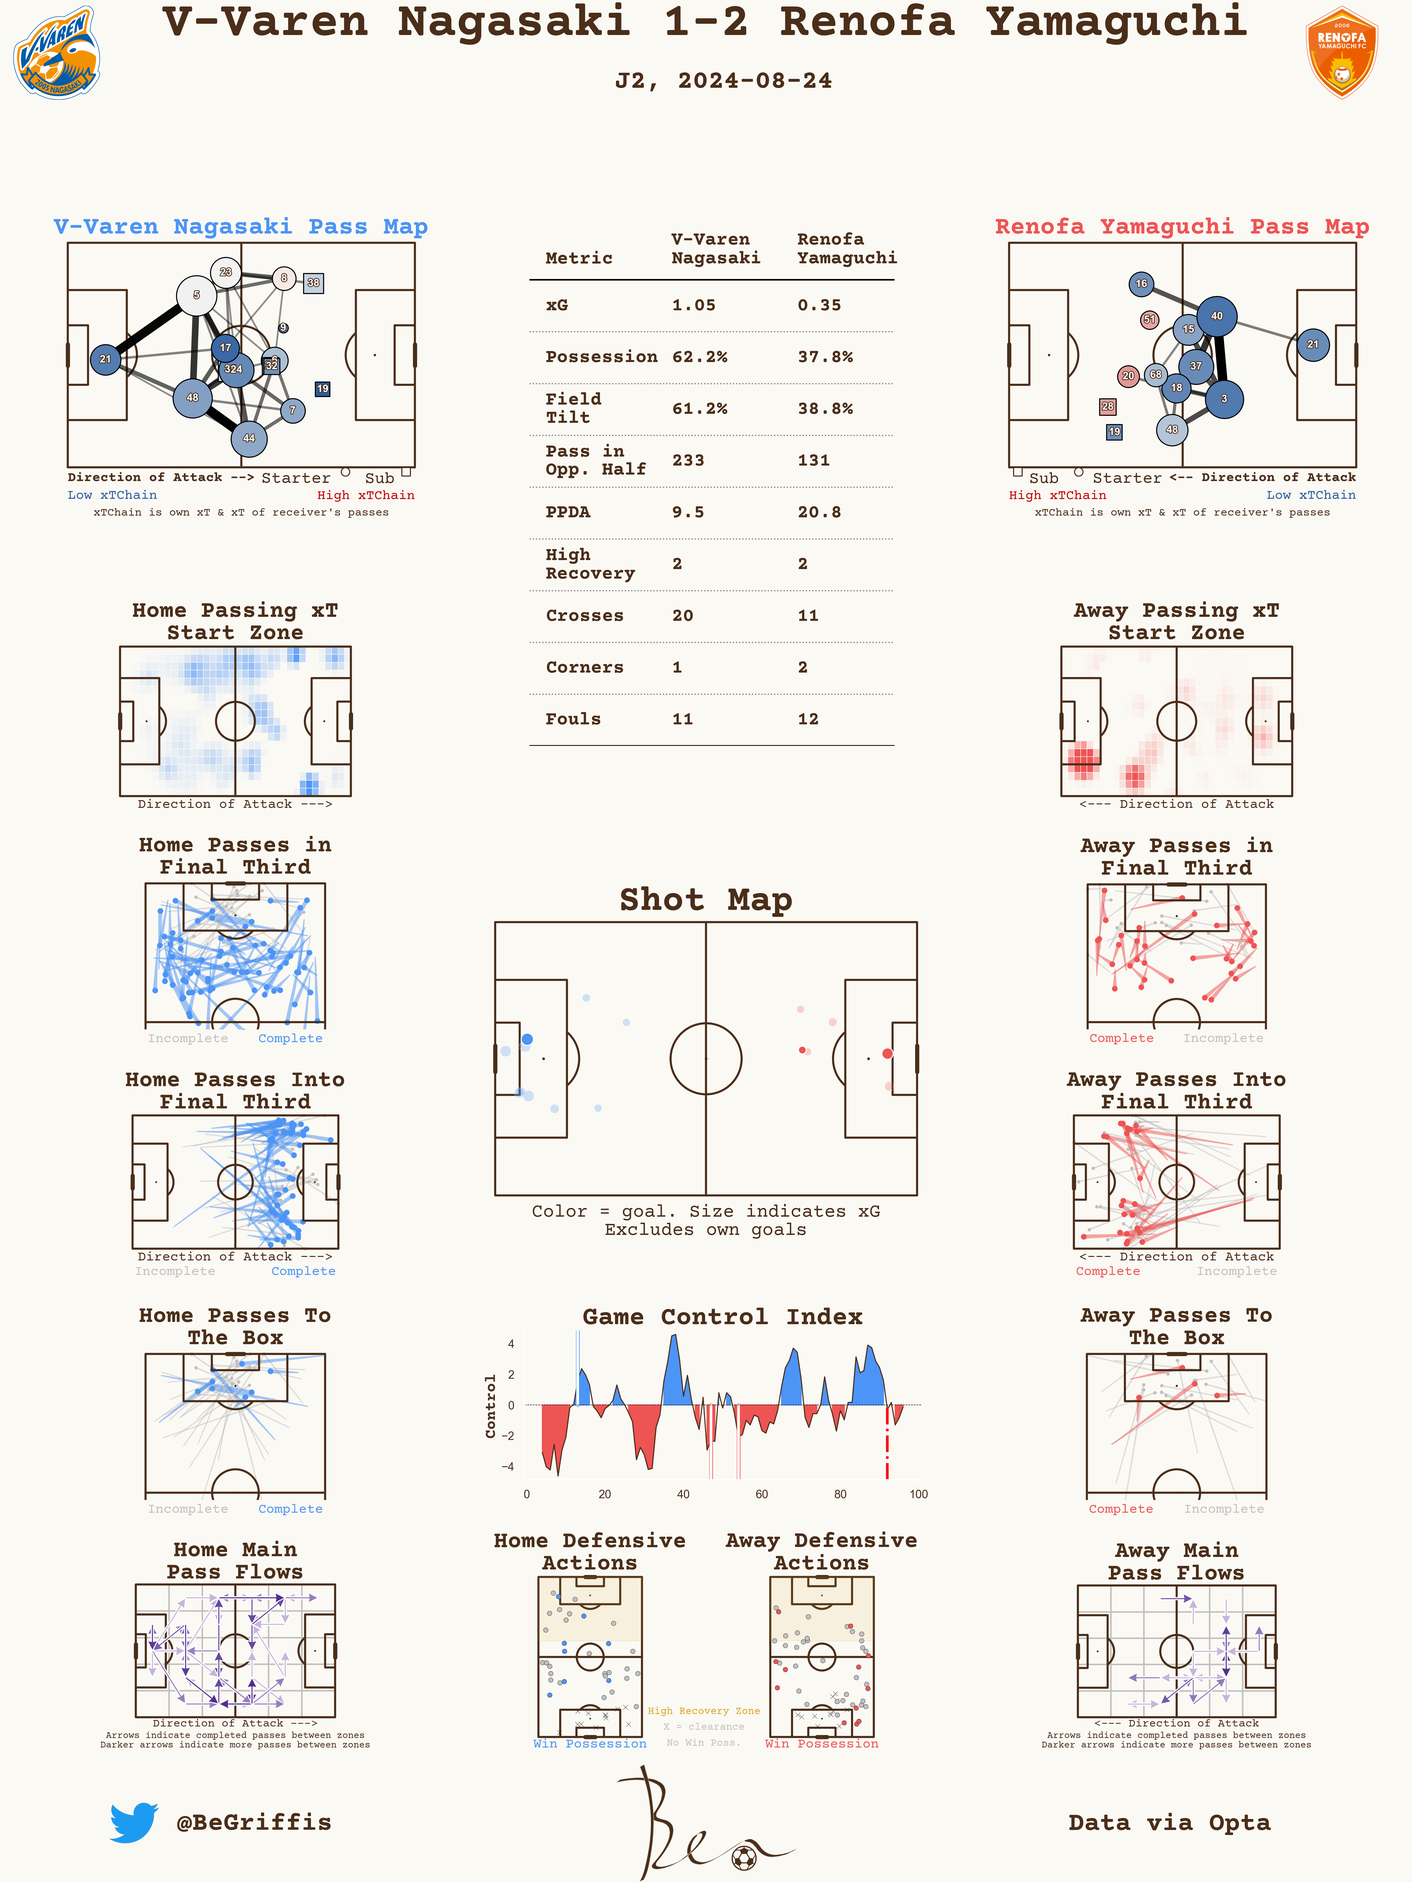 V-Varen Nagasaki 1-2 Renofa Yamaguchi
J2, 2024-08-24
V-VAREN
2005 NAGASAKI
2006
RENOFA
YAMAGUCHI FC
V-Varen Nagasaki Pass Map
23
8
38
5
9
17
21
324
32
19
48
7
44
Direction of Attack --> Starter Sub
Low xTChain High xTChain
xTChain is own xT & xT of receiver's passes
Metric V-Varen Nagasaki Renofa Yamaguchi
xG 1.05 0.35
Possession 62.2% 37.8%
Field Tilt 61.2% 38.8%
Pass in Opp. Half 233 131
PPDA 9.5 20.8
High Recovery 2 2
Crosses 20 11
Corners 1 2
Fouls 11 12
Renofa Yamaguchi Pass Map
16
51
40
15
21
20
68
37
18
3
28
19
48
Sub Starter <-- Direction of Attack
High xTChain Low xTChain
xTChain is own xT & xT of receiver's passes
Home Passing xT
Start Zone
Direction of Attack --->
Away Passing xT
Start Zone
<--- Direction of Attack
Home Passes in
Final Third
Incomplete Complete
Away Passes in
Final Third
Complete Incomplete
Shot Map
Color = goal. Size indicates xG
Excludes own goals
Home Passes Into
Final Third
Direction of Attack --->
Incomplete Complete
Away Passes Into
Final Third
<--- Direction of Attack
Complete Incomplete
Home Passes To
The Box
Incomplete Complete
Game Control Index
Control
4
2
0
−2
−4
0 20 40 60 80 100
Away Passes To
The Box
Complete Incomplete
Home Main
Pass Flows
Direction of Attack --->
Arrows indicate completed passes between zones
Darker arrows indicate more passes between zones
Home Defensive
Actions
Win Possession
Away Defensive
Actions
Win Possession
High Recovery Zone
X = clearance
No Win Poss.
Away Main
Pass Flows
<--- Direction of Attack
Arrows indicate completed passes between zones
Darker arrows indicate more passes between zones
@BeGriffis
Ben
Data via Opta